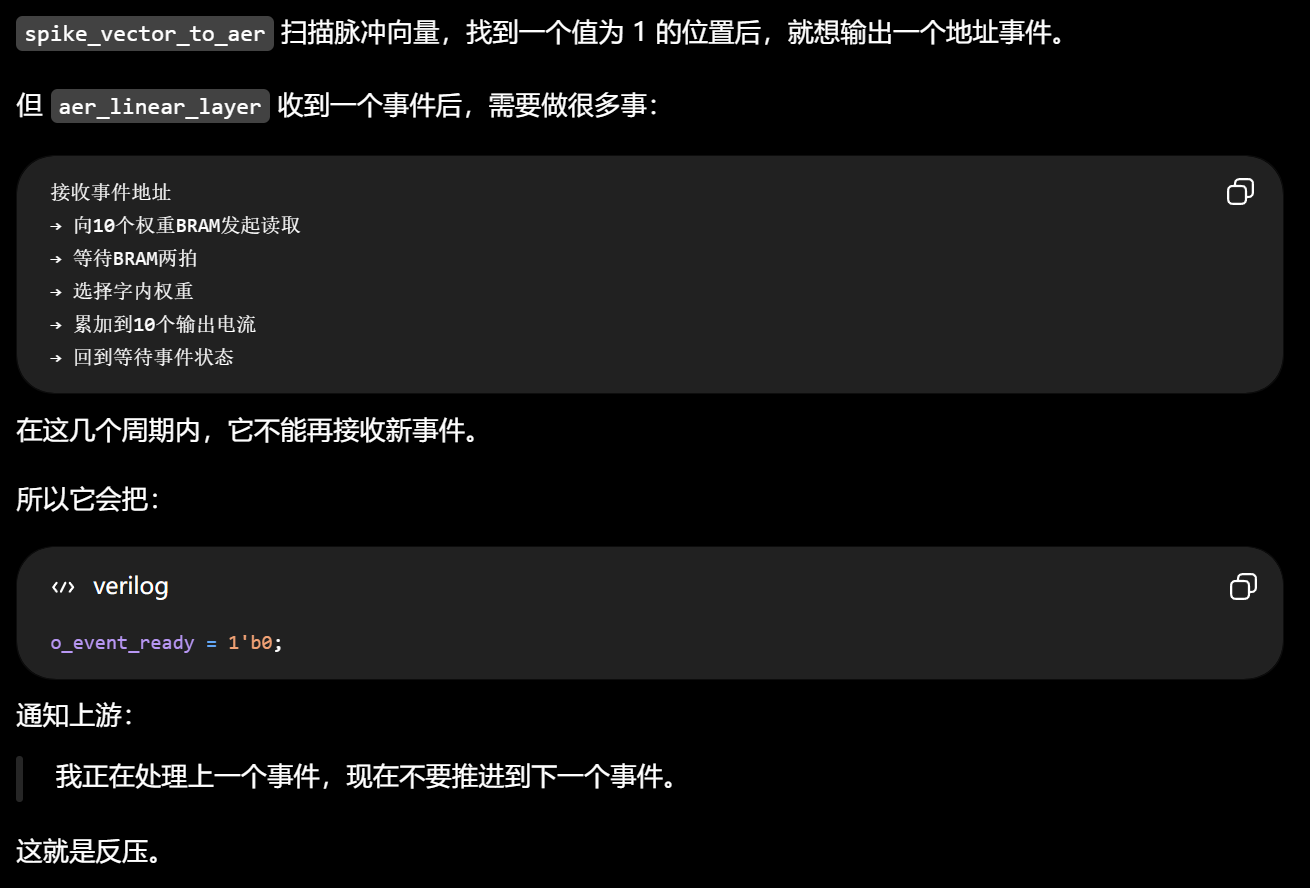 spike_vector_to_aer 扫描脉冲向量，找到一个值为 1 的位置后，就想输出一个地址事件。
但 aer_linear_layer 收到一个事件后，需要做很多事：
接收事件地址
→ 向10个权重BRAM发起读取
→ 等待BRAM两拍
→ 选择字内权重
→ 累加到10个输出电流
→ 回到等待事件状态
在这几个周期内，它不能再接收新事件。
所以它会把：
verilog
o_event_ready = 1'b0;
通知上游：
我正在处理上一个事件，现在不要推进到下一个事件。
这就是反压。